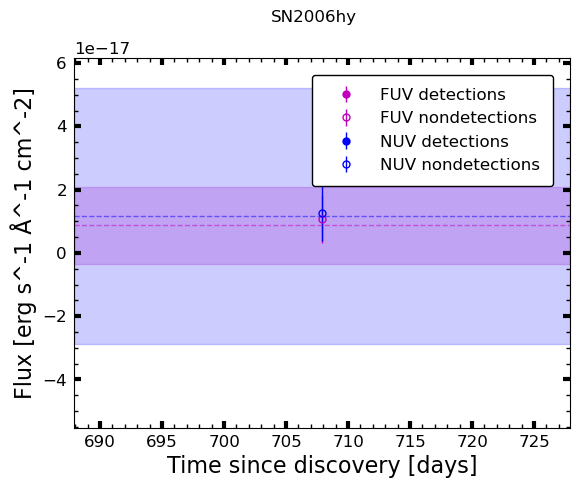 SN2006hy
1e−17
6
4
2
0
−2
−4
Flux [erg s^-1 Å^-1 cm^-2]
FUV detections
FUV nondetections
NUV detections
NUV nondetections
690 695 700 705 710 715 720 725
Time since discovery [days]